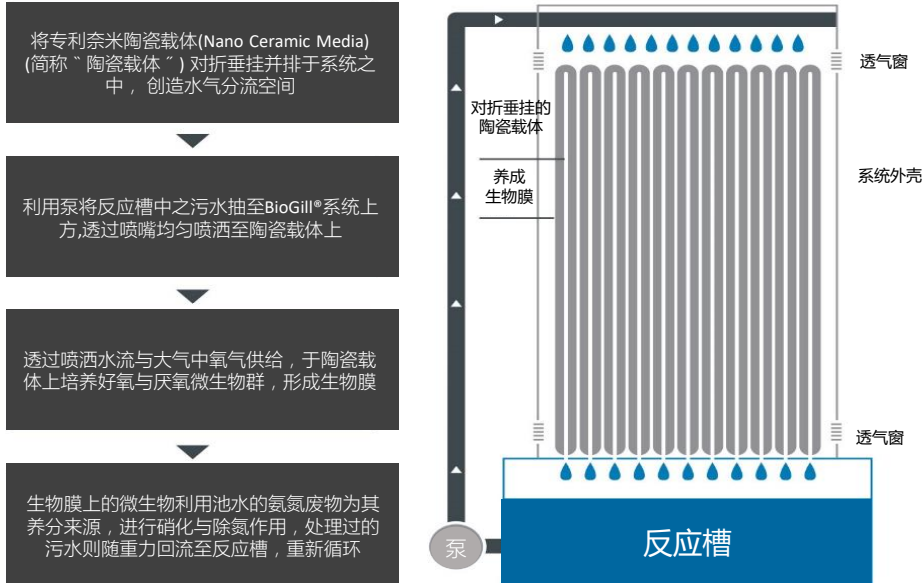 将专利奈米陶瓷载体(Nano Ceramic Media)
(简称〝陶瓷载体〞) 对折垂挂并排于系统之
中，创造水气分流空间
利用泵将反应槽中之污水抽至BioGill®系统上
方,透过喷嘴均匀喷洒至陶瓷载体上
透过喷洒水流与大气中氧气供给，于陶瓷载
体上培养好氧与厌氧微生物群，形成生物膜
生物膜上的微生物利用池水的氨氮废物为其
养分来源，进行硝化与除氮作用，处理过的
污水则随重力回流至反应槽，重新循环
透气窗
对折垂挂的
陶瓷载体
养成
生物膜
系统外壳
透气窗
泵
反应槽